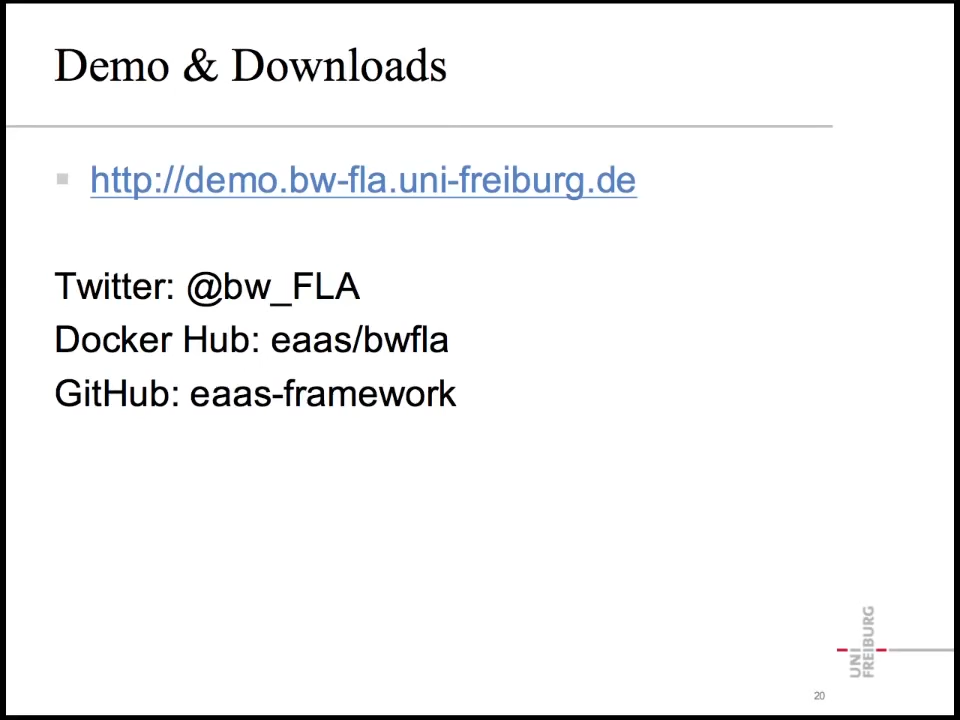 Demo & Downloads
http://demo.bw-fla.uni-freiburg.de
Twitter: @bw_FLA
Docker Hub: eaas/bwfla
GitHub: eaas-framework
UNI
FREIBURG
20